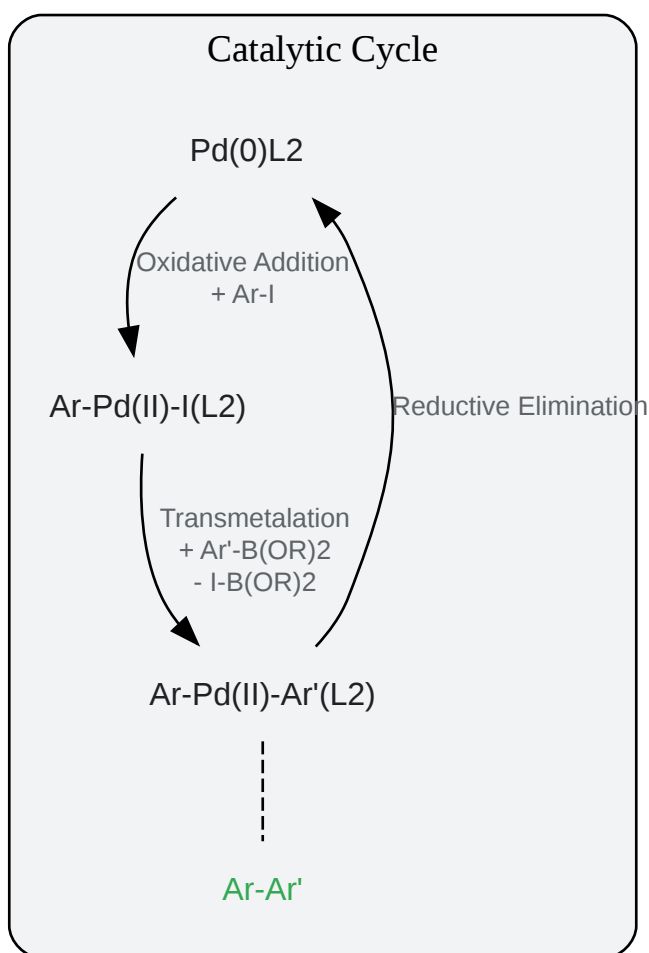 Catalytic Cycle
Pd(0)L2
Oxidative Addition
+ Ar-I
Ar-Pd(II)-I(L2)
Reductive Elimination
Transmetalation
+ Ar'-B(OR)2
- I-B(OR)2
Ar-Pd(II)-Ar'(L2)
Ar-Ar'